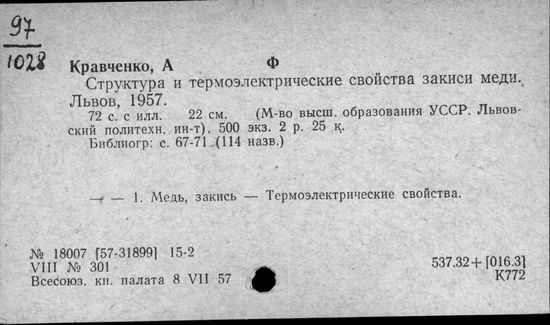 97
1028
Кравченко, А Ф
Структура и термоэлектрические свойства закиси меди.
Львов, 1957.
72 с. с илл. 22 см. (М-во высш. образования УССР. Львов-
ский политехн. ин-т). 500 экз. 2 р. 25 к.
Библиогр: с. 67-71 (114 назв.)
— — 1. Медь, закись — Термоэлектрические свойства.
№ 18007 [57-31899] 15-2
VIII № 301
Всесоюз. кн. палата 8 VII 57
537.32+[016.3]
К772